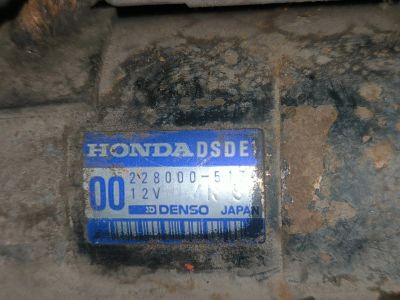 HONDA DSDE
00 228000-517
12V
DENSO JAPAN